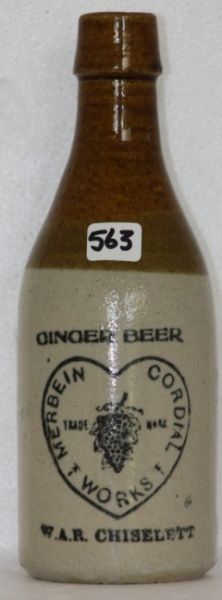 563
GINGER BEER
MERBEIN CORDIAL WORKS
TRADE MARK
W.A.R. CHISELETT